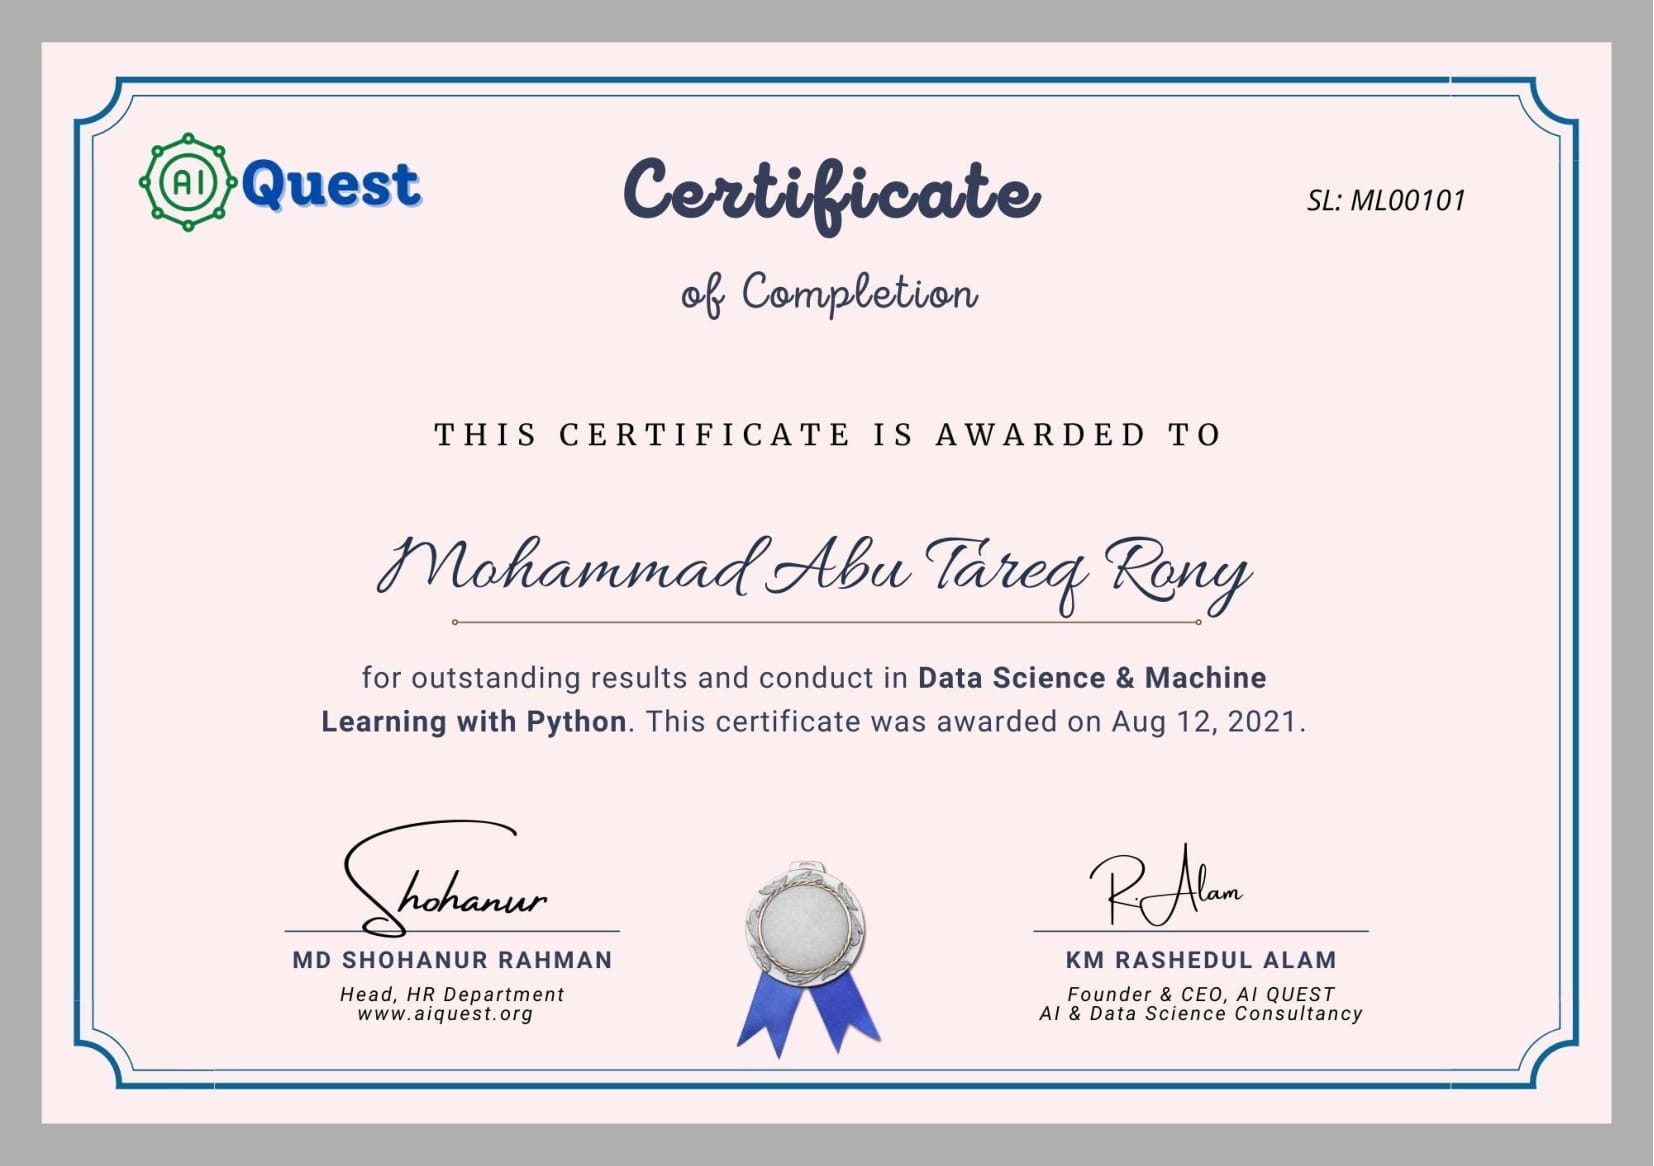 AI Quest
Certificate
SL: ML00101
of Completion
THIS CERTIFICATE IS AWARDED TO
Mohammad Abu Tareq Rony
for outstanding results and conduct in Data Science & Machine
Learning with Python. This certificate was awarded on Aug 12, 2021.
Shohanur
R. Alam
MD SHOHANUR RAHMAN
KM RASHEDUL ALAM
Head, HR Department
www.aiquest.org
Founder & CEO, AI QUEST
AI & Data Science Consultancy